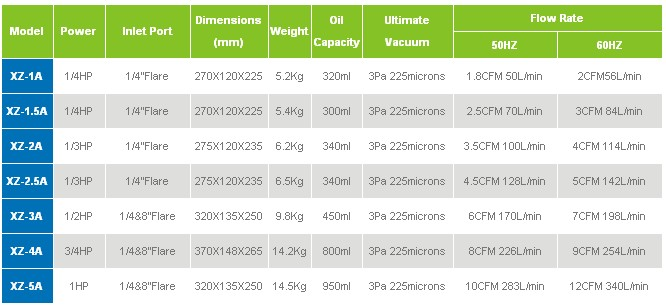 Model Power Inlet Port Dimensions (mm) Weight Oil Capacity Ultimate Vacuum Flow Rate
50HZ 60HZ
XZ-1A 1/4HP 1/4"Flare 270X120X225 5.2Kg 320ml 3Pa 225microns 1.8CFM 50L/min 2CFM56L/min
XZ-1.5A 1/4HP 1/4"Flare 270X120X225 5.4Kg 300ml 3Pa 225microns 2.5CFM 70L/min 3CFM 84L/min
XZ-2A 1/3HP 1/4"Flare 275X120X235 6.2Kg 340ml 3Pa 225microns 3.5CFM 100L/min 4CFM 114L/min
XZ-2.5A 1/3HP 1/4"Flare 275X120X235 6.5Kg 340ml 3Pa 225microns 4.5CFM 128L/min 5CFM 142L/min
XZ-3A 1/2HP 1/4&8"Flare 320X135X250 9.8Kg 450ml 3Pa 225microns 6CFM 170L/min 7CFM 198L/min
XZ-4A 3/4HP 1/4&8"Flare 370X148X265 14.2Kg 800ml 3Pa 225microns 8CFM 226L/min 9CFM 254L/min
XZ-5A 1HP 1/4&8"Flare 320X135X250 14.5Kg 950ml 3Pa 225microns 10CFM 283L/min 12CFM 340L/min